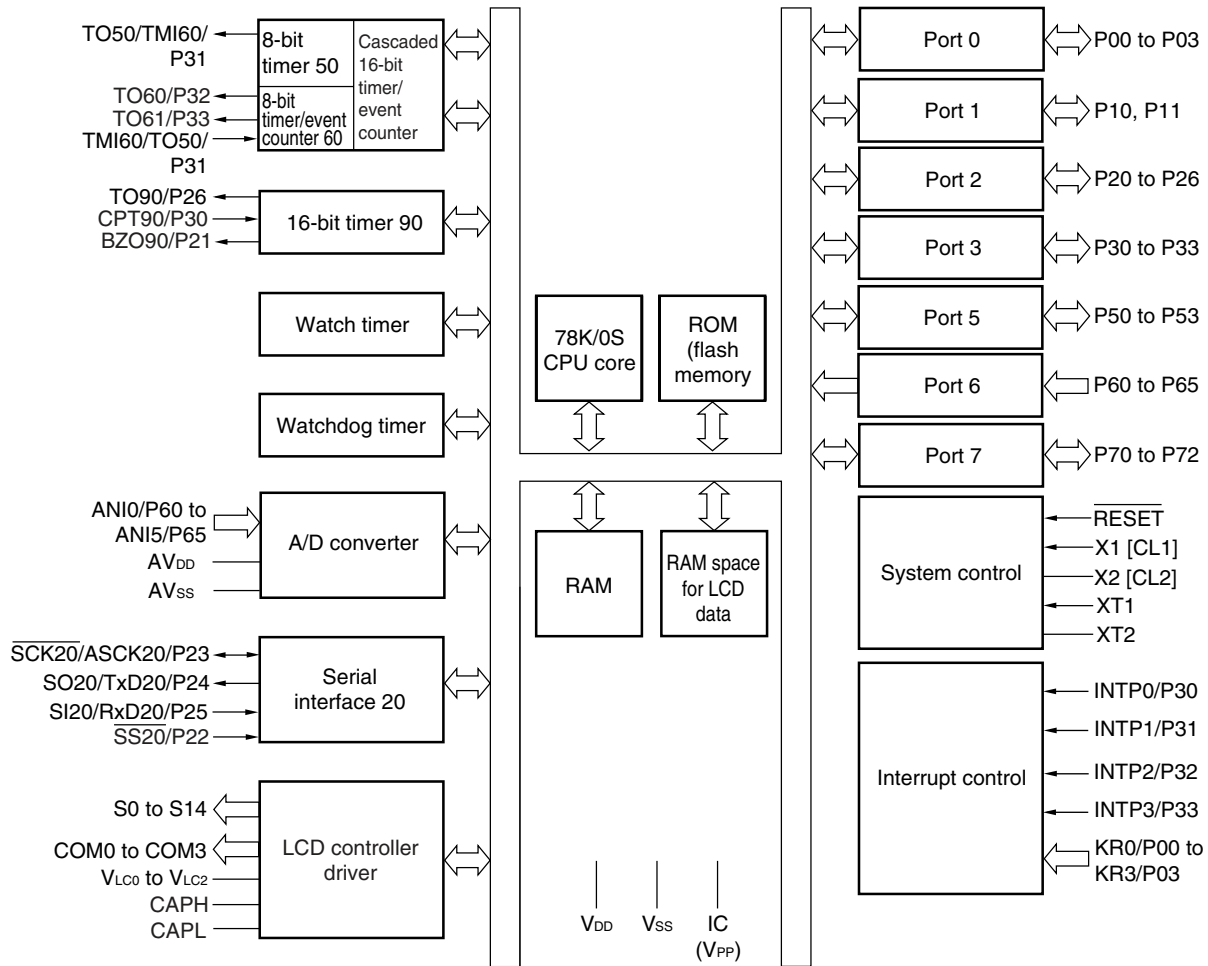 TO50/TMI60/
P31
TO60/P32
TO61/P33
TMI60/TO50/
P31
8-bit
timer 50
8-bit
timer/event
counter 60
Cascaded
16-bit
timer/
event
counter
TO90/P26
CPT90/P30
BZO90/P21
16-bit timer 90
Watch timer
Watchdog timer
ANI0/P60 to
ANI5/P65
AVDD
AVSS
A/D converter
SCK20/ASCK20/P23
SO20/TxD20/P24
SI20/RxD20/P25
SS20/P22
Serial
interface 20
S0 to S14
COM0 to COM3
VLC0 to VLC2
CAPH
CAPL
LCD controller
driver
78K/0S
CPU core
ROM
(flash
memory
RAM
RAM space
for LCD
data
VDD
VSS
IC
(VPP)
Port 0
P00 to P03
Port 1
P10, P11
Port 2
P20 to P26
Port 3
P30 to P33
Port 5
P50 to P53
Port 6
P60 to P65
Port 7
P70 to P72
System control
RESET
X1 [CL1]
X2 [CL2]
XT1
XT2
Interrupt control
INTP0/P30
INTP1/P31
INTP2/P32
INTP3/P33
KR0/P00 to
KR3/P03